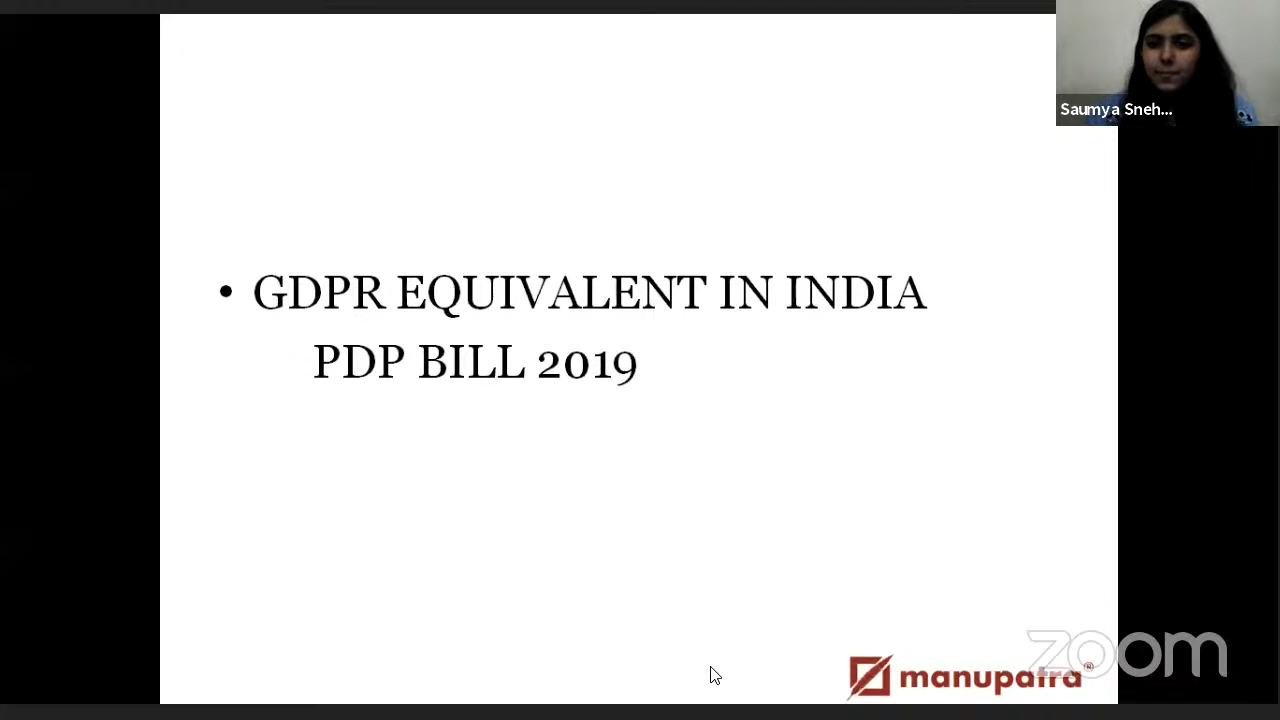 Saumya Sneh...
• GDPR EQUIVALENT IN INDIA
PDP BILL 2019
zoom
manupatra®